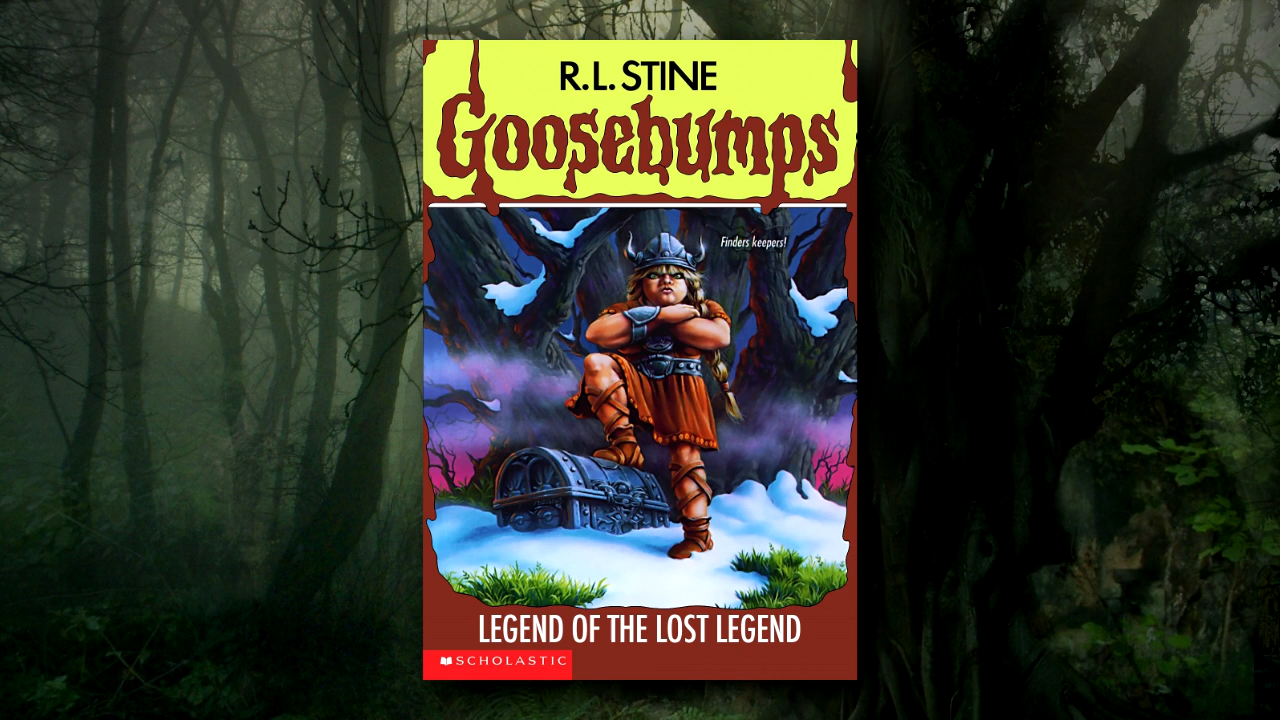 R.L. STINE
Goosebumps
Finders keepers!
LEGEND OF THE LOST LEGEND
SCHOLASTIC